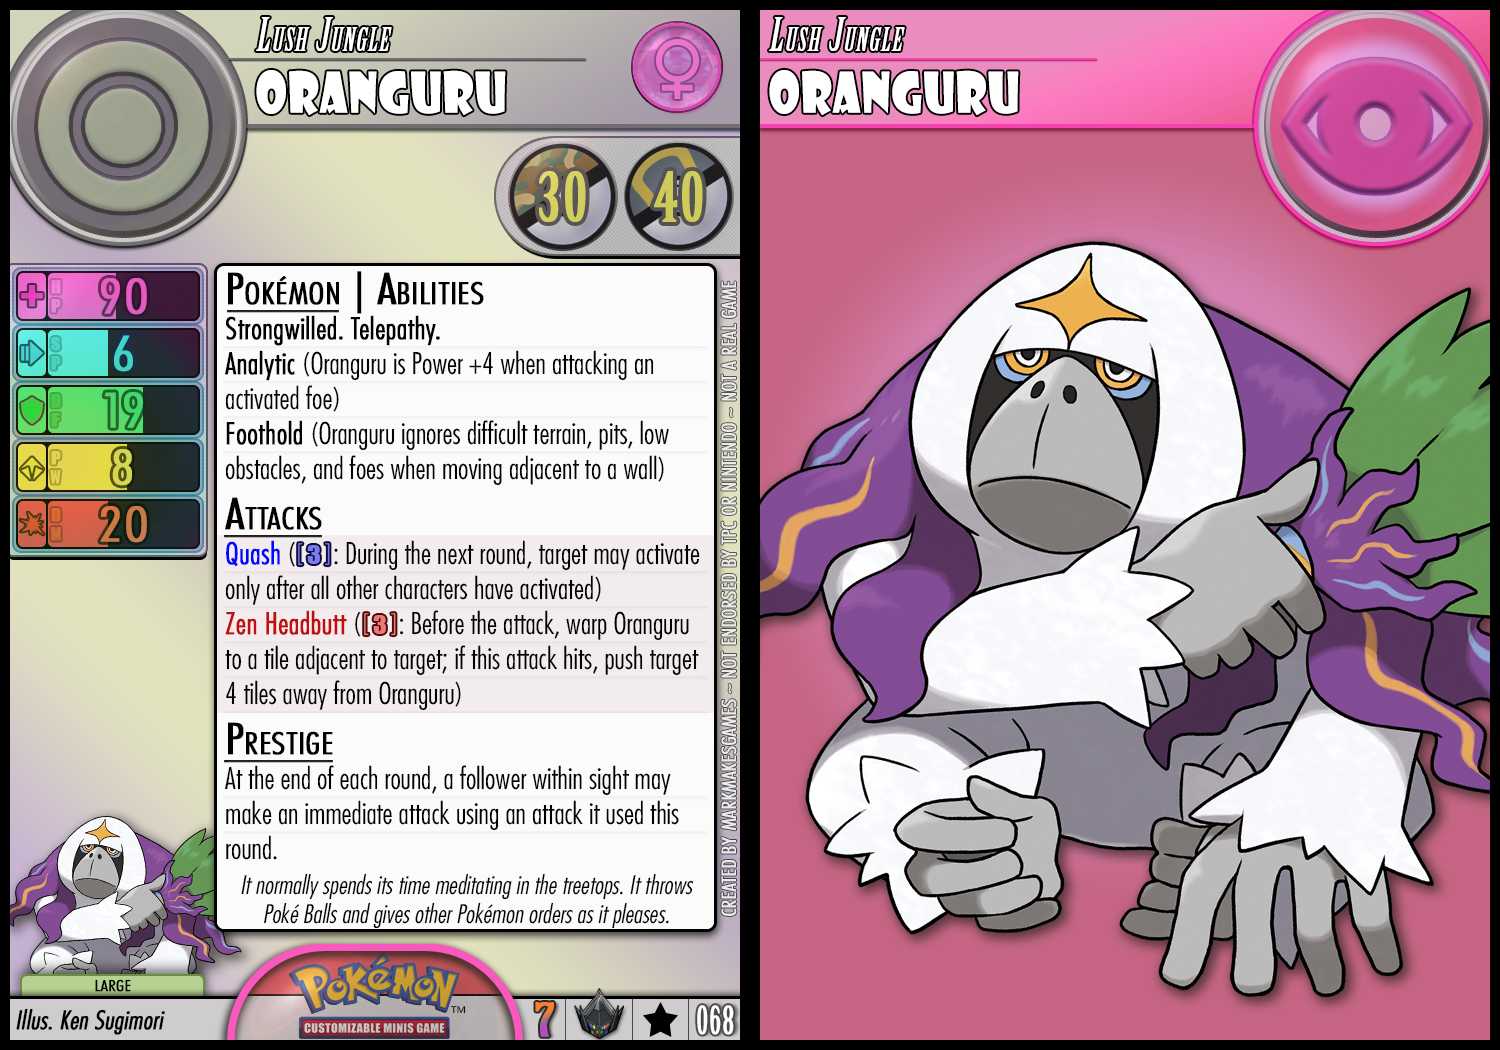 Lush Jungle
ORANGURU
30 40
HP 90
SP 6
DF 19
PW 8
DM 20
Pokémon | Abilities
Strongwilled. Telepathy.
Analytic (Oranguru is Power +4 when attacking an
activated foe)
Foothold (Oranguru ignores difficult terrain, pits, low
obstacles, and foes when moving adjacent to a wall)
Attacks
Quash ([3]: During the next round, target may activate
only after all other characters have activated)
Zen Headbutt ([3]: Before the attack, warp Oranguru
to a tile adjacent to target; if this attack hits, push target
4 tiles away from Oranguru)
Prestige
At the end of each round, a follower within sight may
make an immediate attack using an attack it used this
round.
It normally spends its time meditating in the treetops. It throws
Poké Balls and gives other Pokémon orders as it pleases.
CREATED BY MARKMAKESGAMES ~ NOT ENDORSED BY TPC OR NINTENDO ~ NOT A REAL GAME
LARGE
Illus. Ken Sugimori
POKéMON™
CUSTOMIZABLE MINIS GAME
7
068
Lush Jungle
ORANGURU